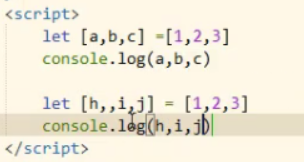 <script>
let [a,b,c] =[1,2,3]
console.log(a,b,c)
let [h,,i,j] = [1,2,3]
console.log(h,i,j)
</script>